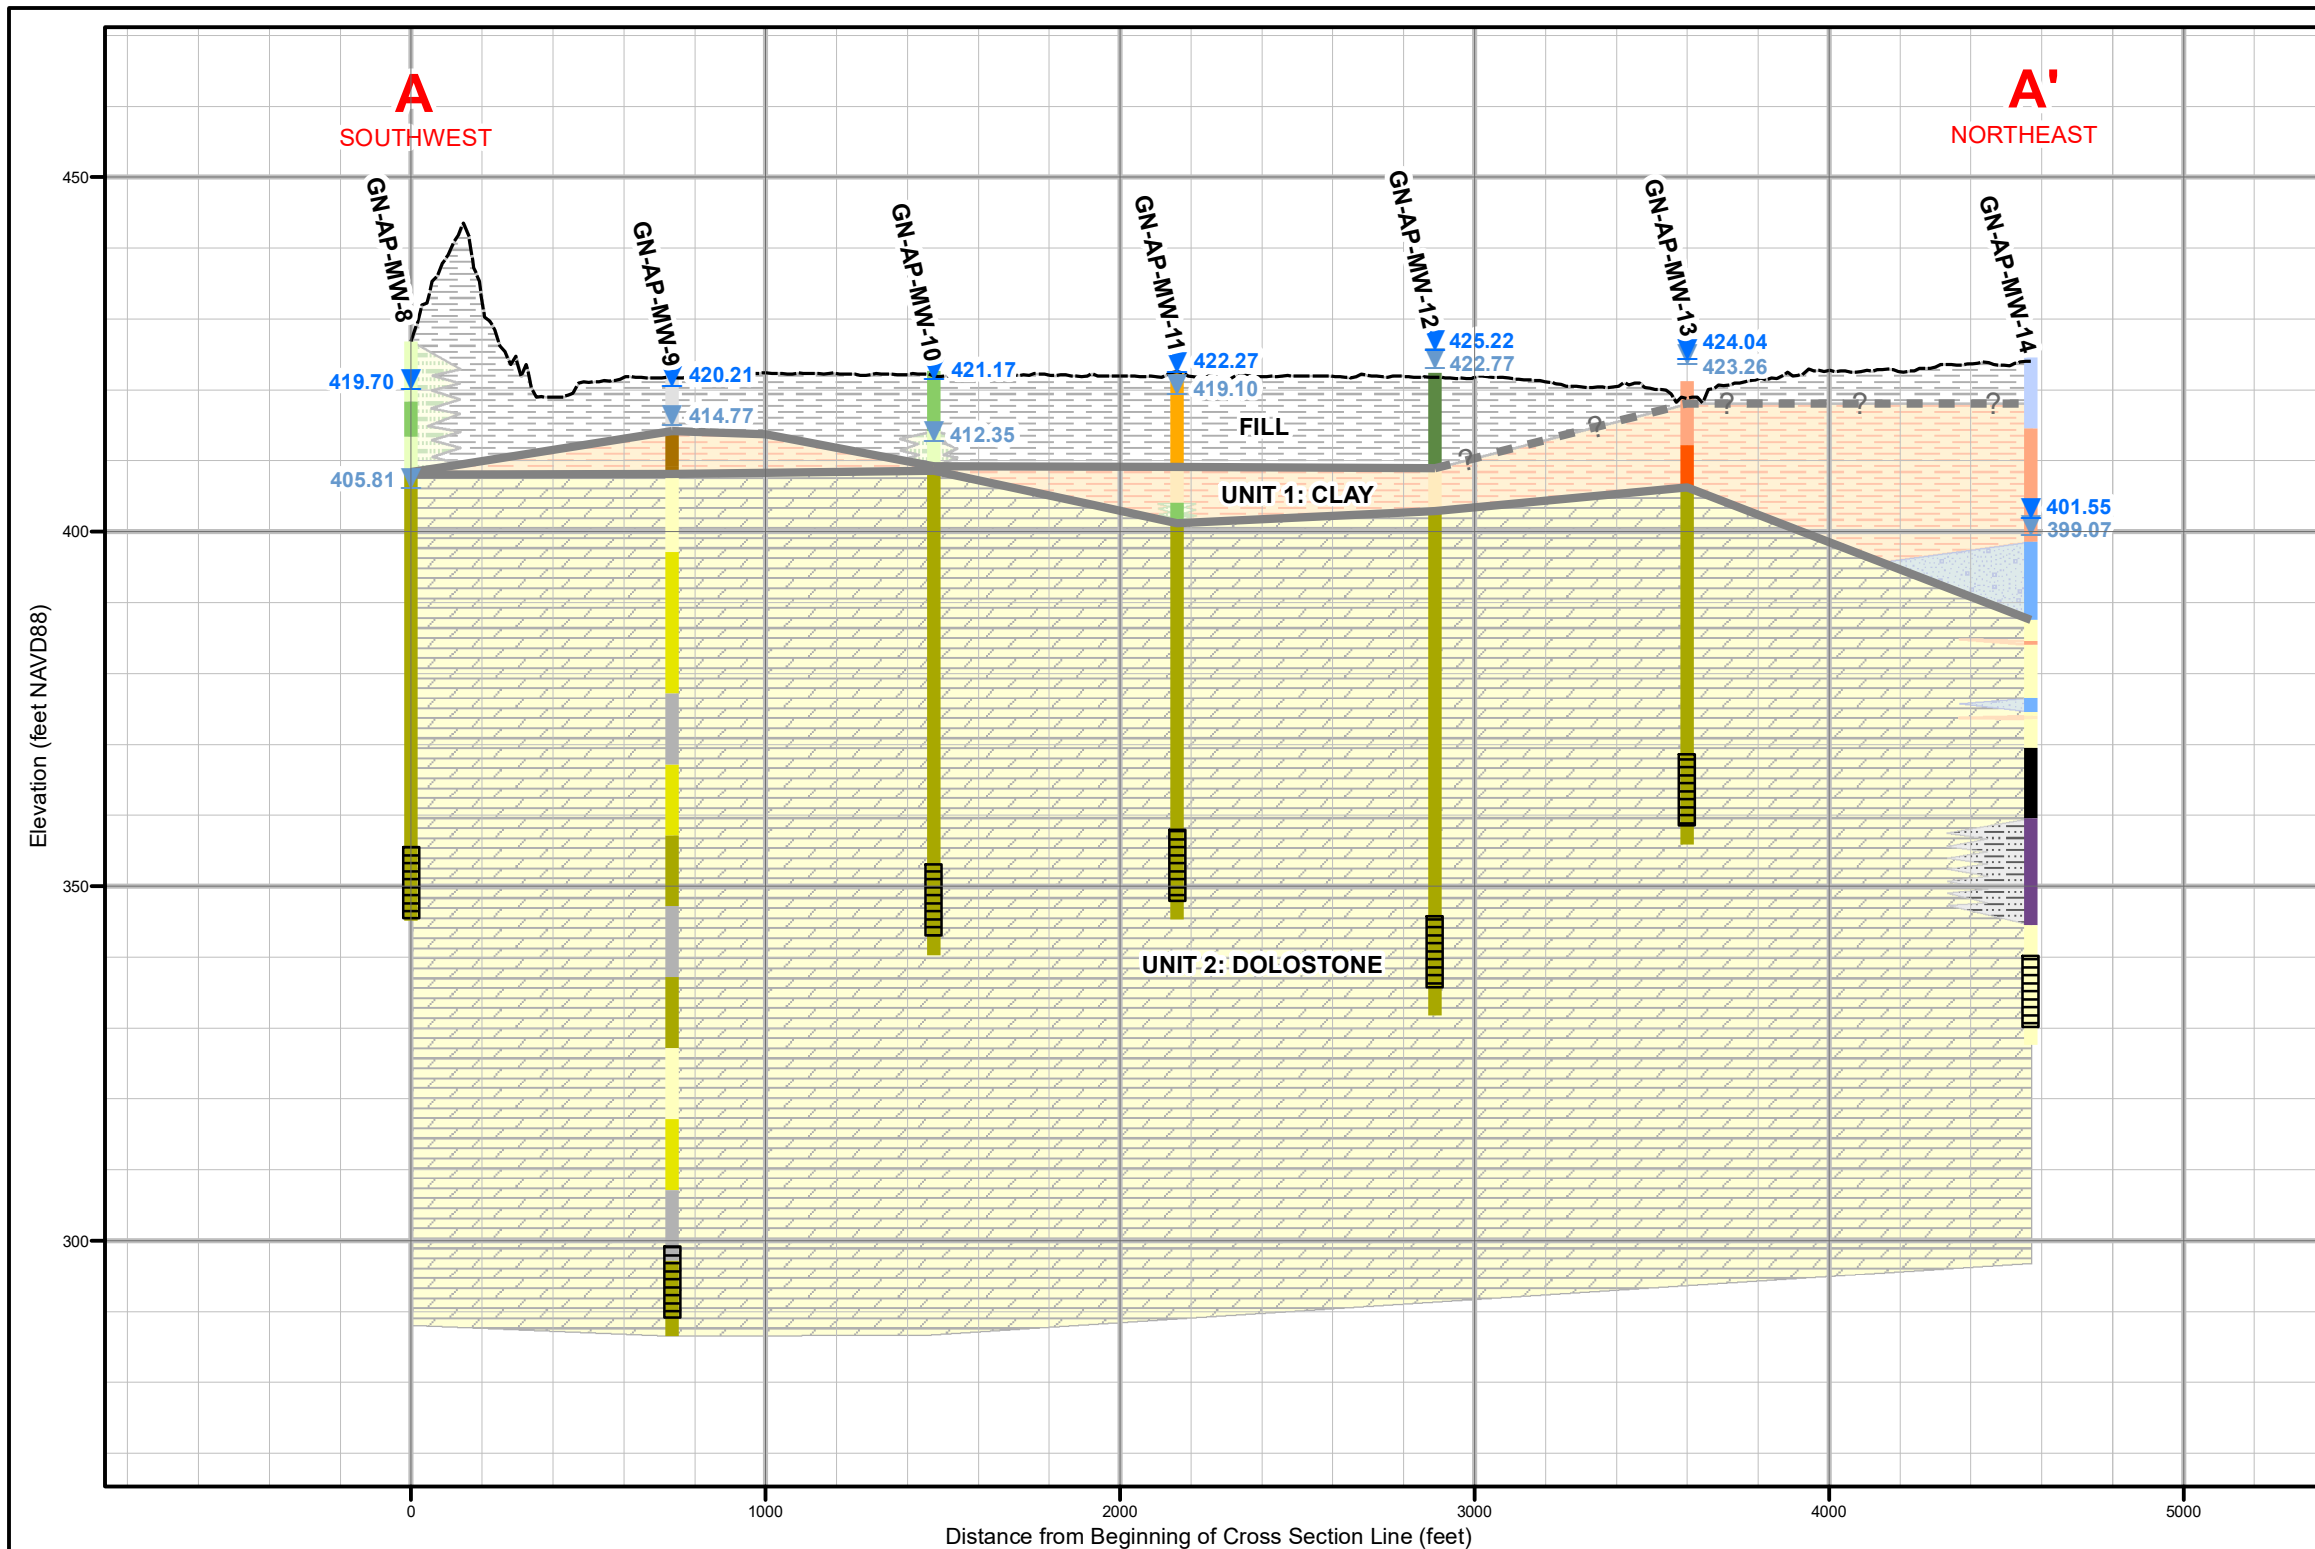 A
SOUTHWEST
A'
NORTHEAST
450
400
350
300
Elevation (feet NAVD88)
GN-AP-MW-8
GN-AP-MW-9
GN-AP-MW-10
GN-AP-MW-11
GN-AP-MW-12
GN-AP-MW-13
GN-AP-MW-14
419.70
405.81
420.21
414.77
421.17
412.35
422.27
419.10
425.22
422.77
424.04
423.26
401.55
399.07
FILL
? ? ? ? ?
UNIT 1: CLAY
UNIT 2: DOLOSTONE
0 1000 2000 3000 4000 5000
Distance from Beginning of Cross Section Line (feet)